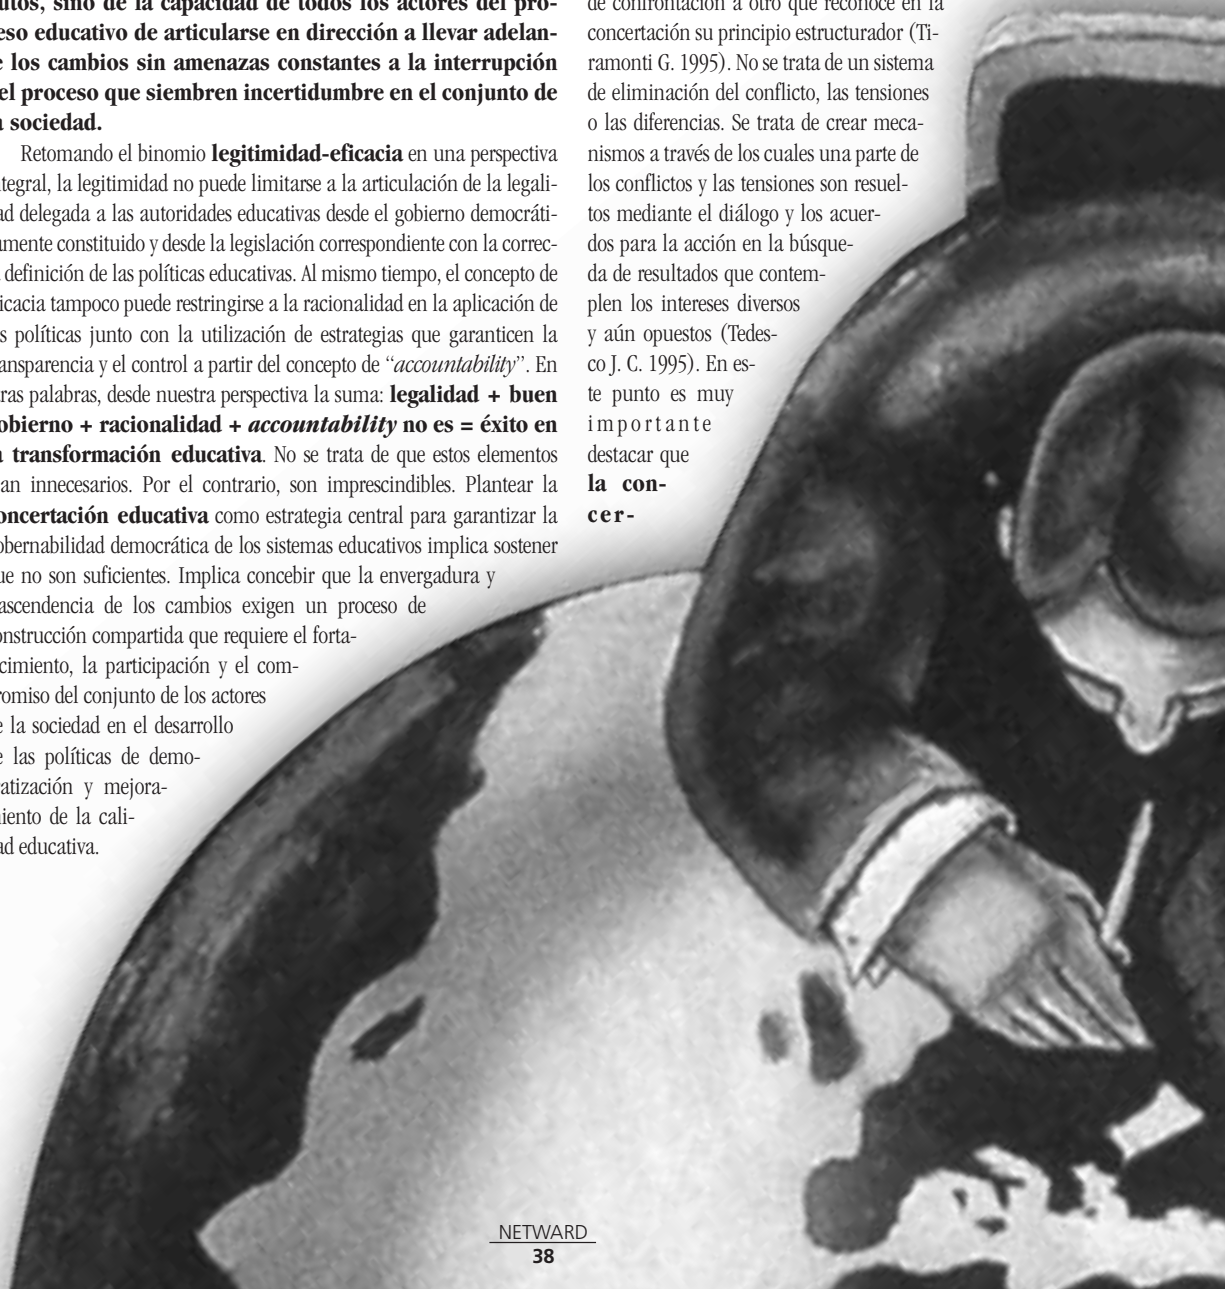 sino de la capacidad de todos los actores del pro-
educativo de articularse en dirección a llevar adelan-
los cambios sin amenazas constantes a la interrupción
el proceso que siembren incertidumbre en el conjunto de
sociedad.
Retomando el binomio legitimidad-eficacia en una perspectiva
la legitimidad no puede limitarse a la articulación de la legali-
delegada a las autoridades educativas desde el gobierno democráti-
constituido y desde la legislación correspondiente con la correc-
definición de las políticas educativas. Al mismo tiempo, el concepto de
tampoco puede restringirse a la racionalidad en la aplicación de
políticas junto con la utilización de estrategias que garanticen la
y el control a partir del concepto de “accountability”. En
palabras, desde nuestra perspectiva la suma: legalidad + buen
obierno + racionalidad + accountability no es = éxito en
transformación educativa. No se trata de que estos elementos
an innecesarios. Por el contrario, son imprescindibles. Plantear la
oncertación educativa como estrategia central para garantizar la
obernabilidad democrática de los sistemas educativos implica sostener
ue no son suficientes. Implica concebir que la envergadura y
ascendencia de los cambios exigen un proceso de
onstrucción compartida que requiere el forta-
cimiento, la participación y el com-
romiso del conjunto de los actores
la sociedad en el desarrollo
las políticas de demo-
atización y mejora-
iento de la cali-
ad educativa.
de confrontación a otro que reconoce en la
concertación su principio estructurador (Ti-
ramonti G. 1995). No se trata de un sistema
de eliminación del conflicto, las tensiones
o las diferencias. Se trata de crear meca-
nismos a través de los cuales una parte de
los conflictos y las tensiones son resuel-
tos mediante el diálogo y los acuer-
dos para la acción en la búsque-
da de resultados que contem-
plen los intereses diversos
y aún opuestos (Tedes-
co J. C. 1995). En es-
te punto es muy
importante
destacar que
la con-
cer-
NETWARD
38